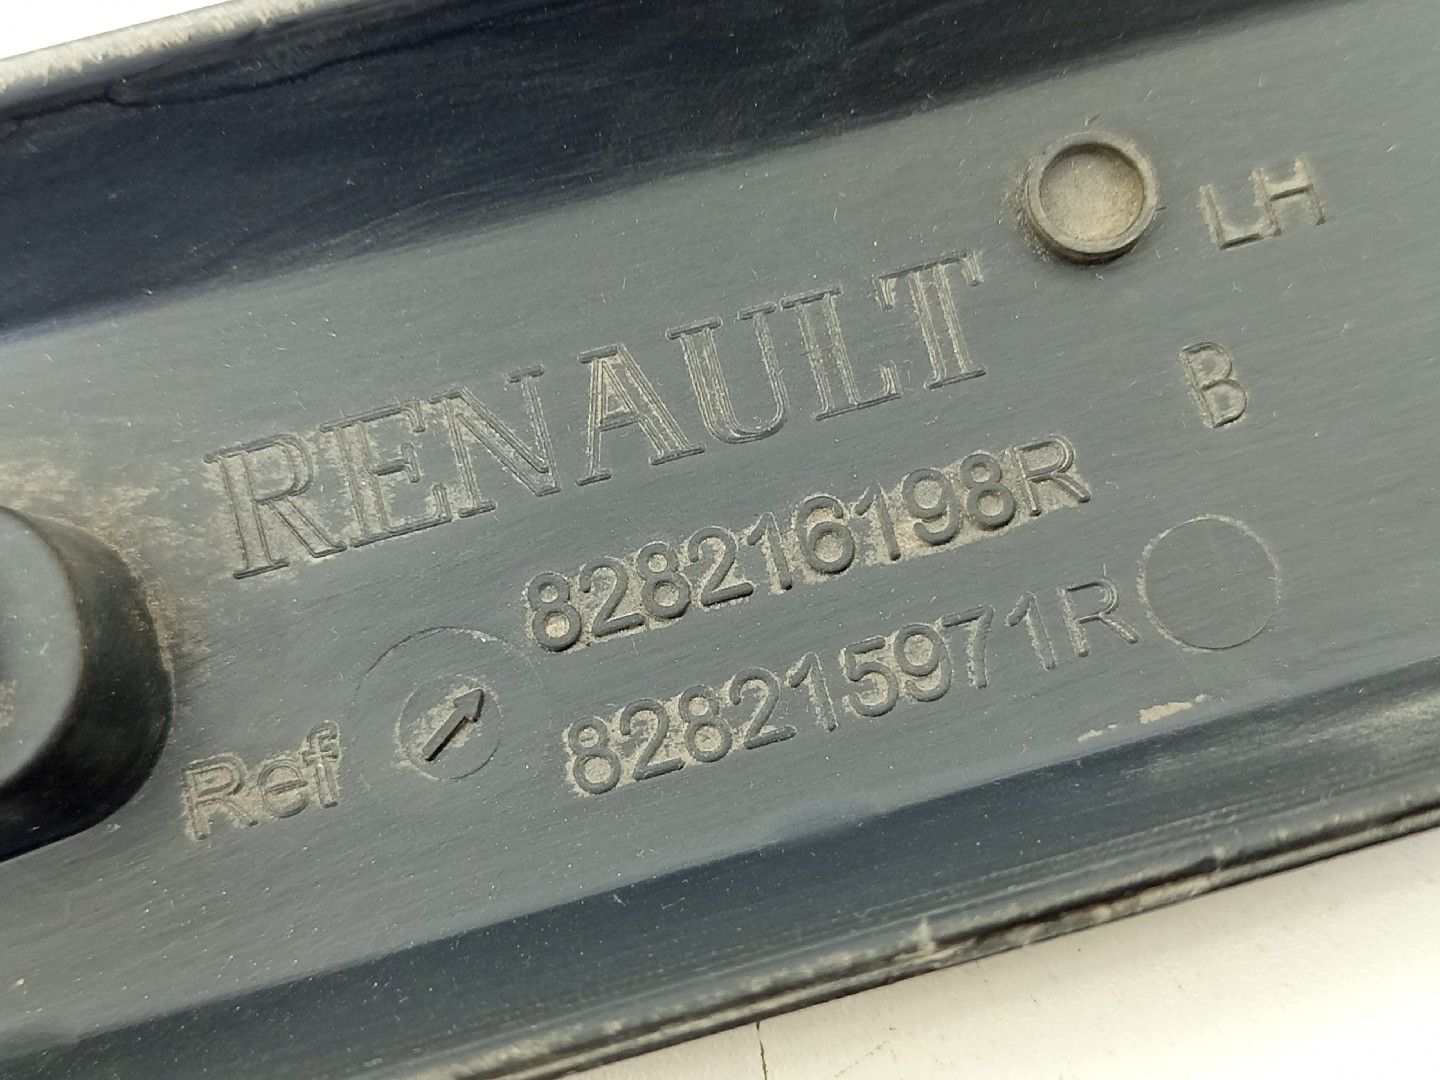 LH
RENAULT
B
828216198R
828215971R
Ref